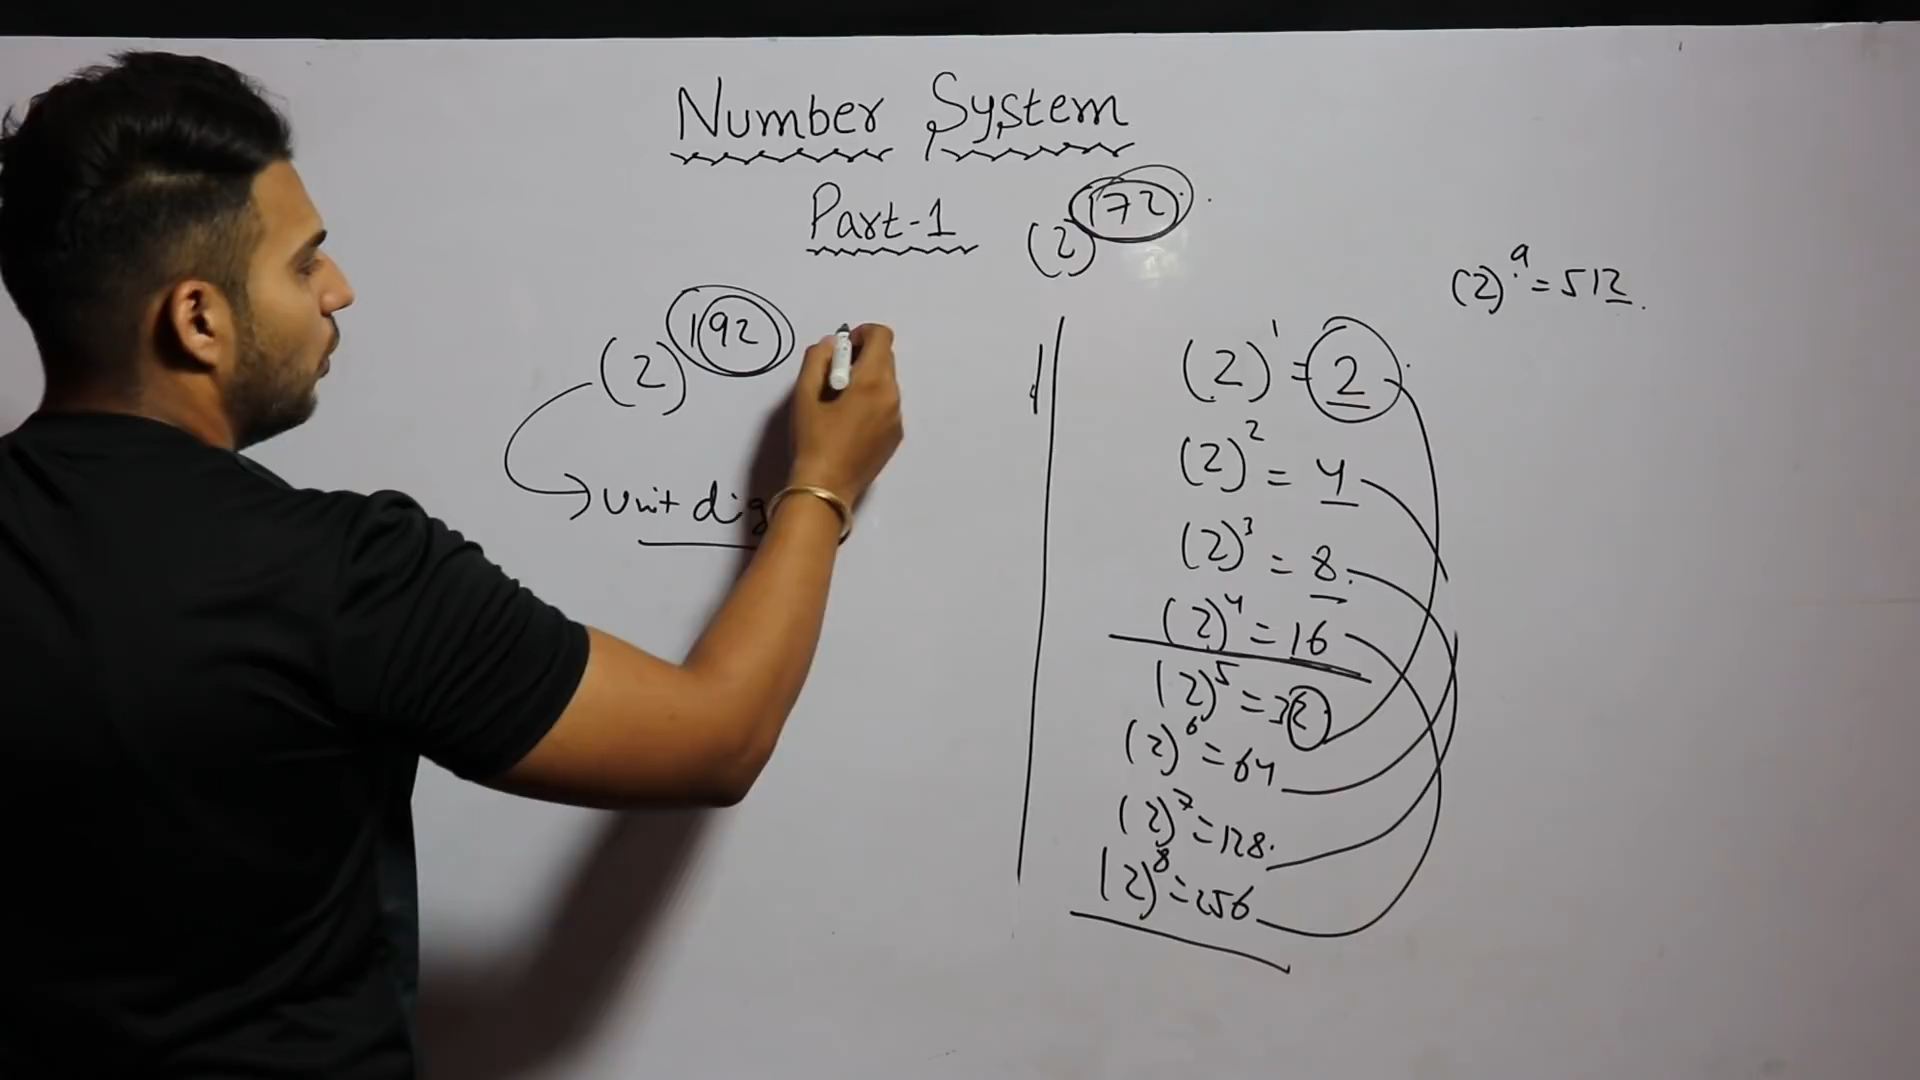 Number System
Part-1
(2)^172
(2)^192
Unit dig
(2)^9 = 512
(2)^1 = 2
(2)^2 = 4
(2)^3 = 8
(2)^4 = 16
(2)^5 = 32
(2)^6 = 64
(2)^7 = 128
(2)^8 = 256